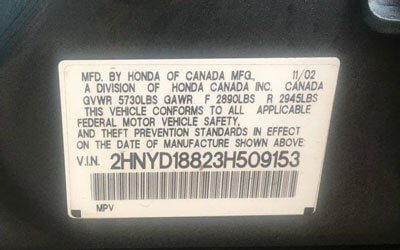 MFD. BY HONDA OF CANADA MFG., 11/02
A DIVISION OF HONDA CANADA INC. CANADA
GVWR 5730LBS GAWR F 2890LBS R 2945LBS
THIS VEHICLE CONFORMS TO ALL APPLICABLE
FEDERAL MOTOR VEHICLE SAFETY,
AND THEFT PREVENTION STANDARDS IN EFFECT
ON THE DATE OF MANUFACTURE SHOWN ABOVE.
V.I.N. 2HNYD18823H509153
MPV